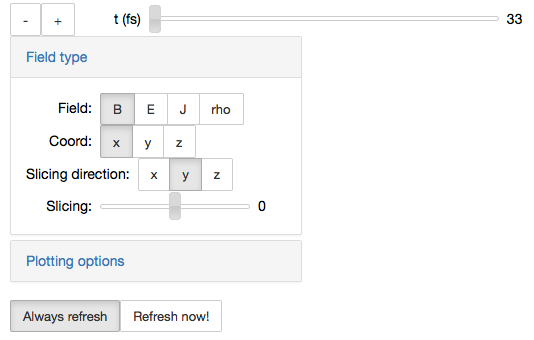 - + t (fs) 33
Field type
Field: B E J rho
Coord: x y z
Slicing direction: x y z
Slicing: 0
Plotting options
Always refresh Refresh now!